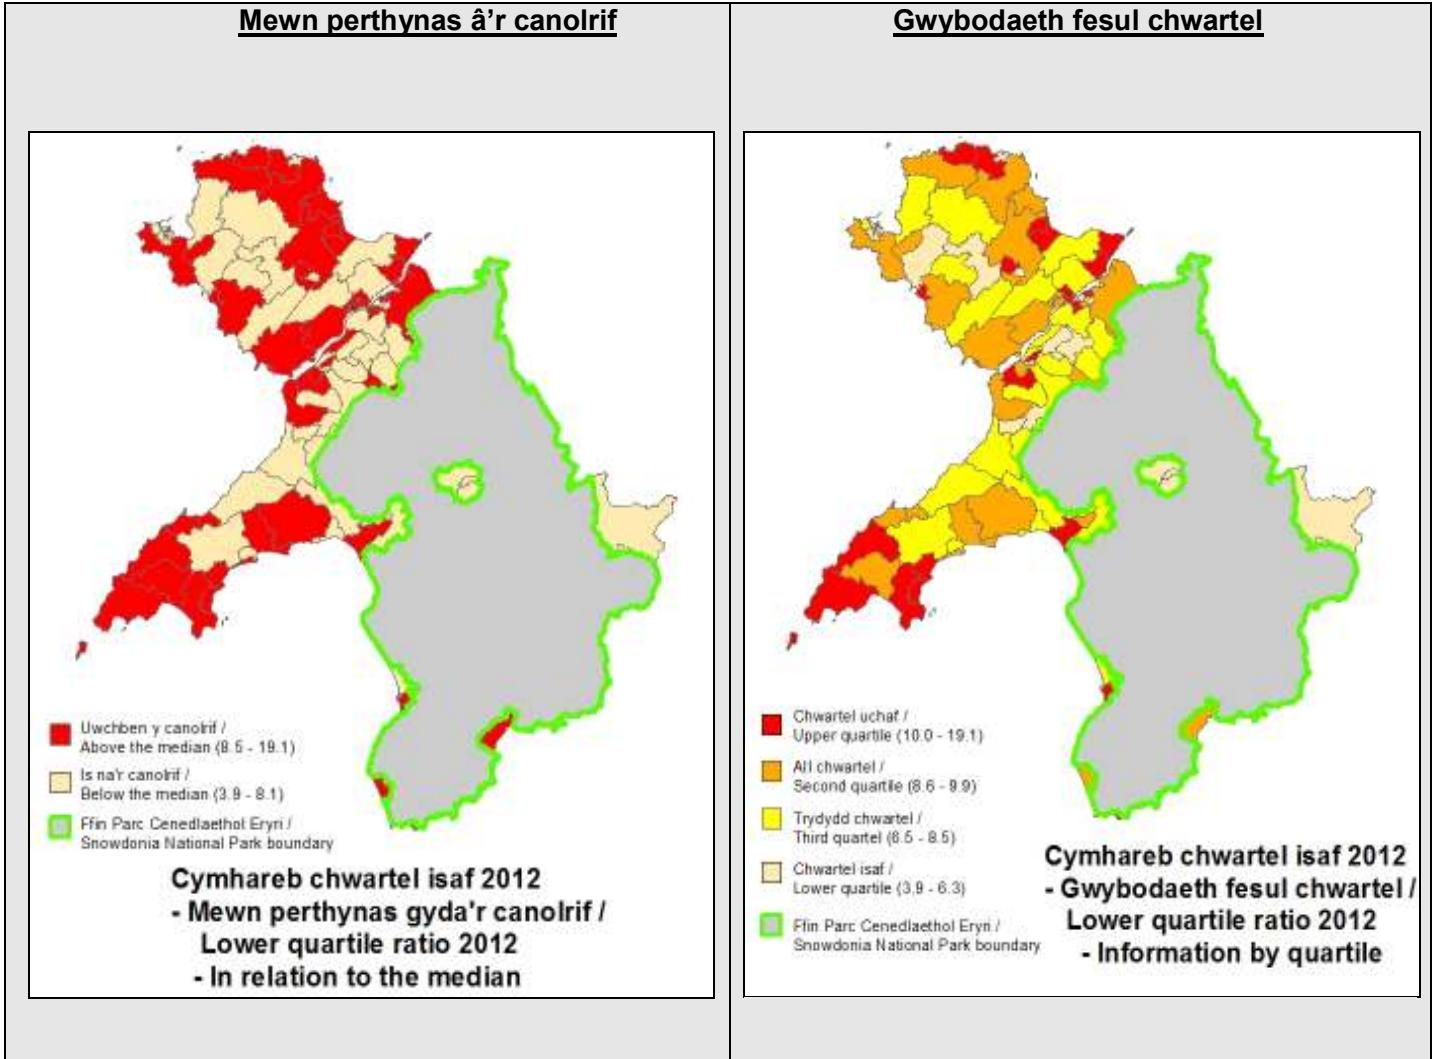 Mewn perthynas â'r canolrif
Uwchben y canolrif /
Above the median (8.5 - 19.1)
Is na'r canolrif /
Below the median (3.9 - 8.1)
Ffin Parc Cenedlaethol Eryri /
Snowdonia National Park boundary
Cymhareb chwartel isaf 2012
- Mewn perthynas gyda'r canolrif /
Lower quartile ratio 2012
- In relation to the median
Gwybodaeth fesul chwartel
Chwartel uchaf /
Upper quartile (10.0 - 19.1)
Ail chwartel /
Second quartile (8.6 - 9.9)
Trydydd chwartel /
Third quartel (6.5 - 8.5)
Chwartel isaf /
Lower quartile (3.9 - 6.3)
Ffin Parc Cenedlaethol Eryri /
Snowdonia National Park boundary
Cymhareb chwartel isaf 2012
- Gwybodaeth fesul chwartel /
Lower quartile ratio 2012
- Information by quartile